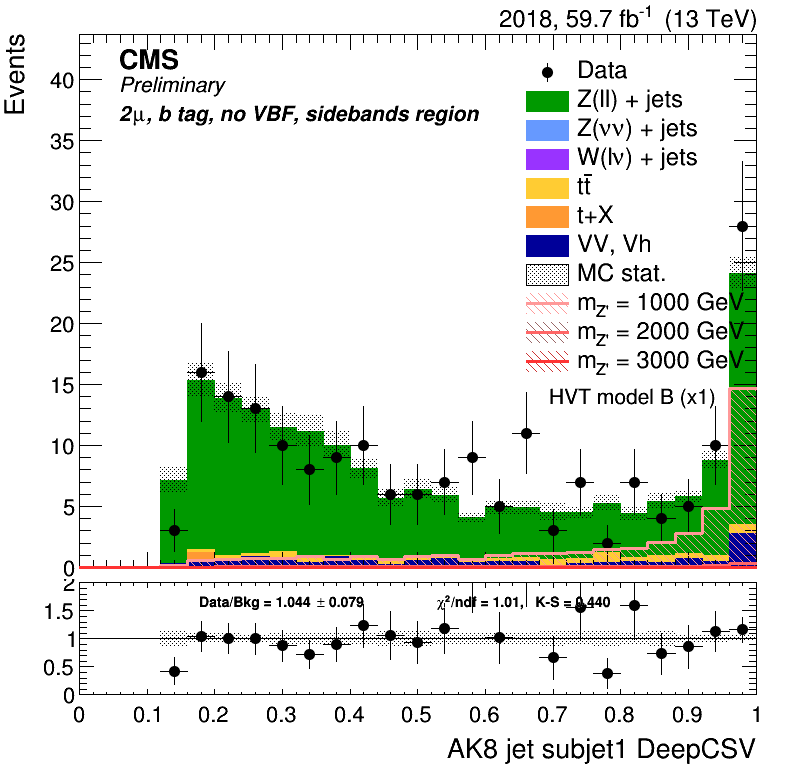 2018, 59.7 fb⁻¹ (13 TeV)
Events
CMS
Preliminary
2μ, b tag, no VBF, sidebands region
Data
Z(ll) + jets
Z(νν) + jets
W(lν) + jets
tt̄
t+X
VV, Vh
MC stat.
m_Z' = 1000 GeV
m_Z' = 2000 GeV
m_Z' = 3000 GeV
HVT model B (x1)
40
35
30
25
20
15
10
5
0
Data/Bkg = 1.044 ± 0.079 χ²/ndf = 1.01, K-S = 0.440
2
1.5
1
0.5
0
0 0.1 0.2 0.3 0.4 0.5 0.6 0.7 0.8 0.9 1
AK8 jet subjet1 DeepCSV